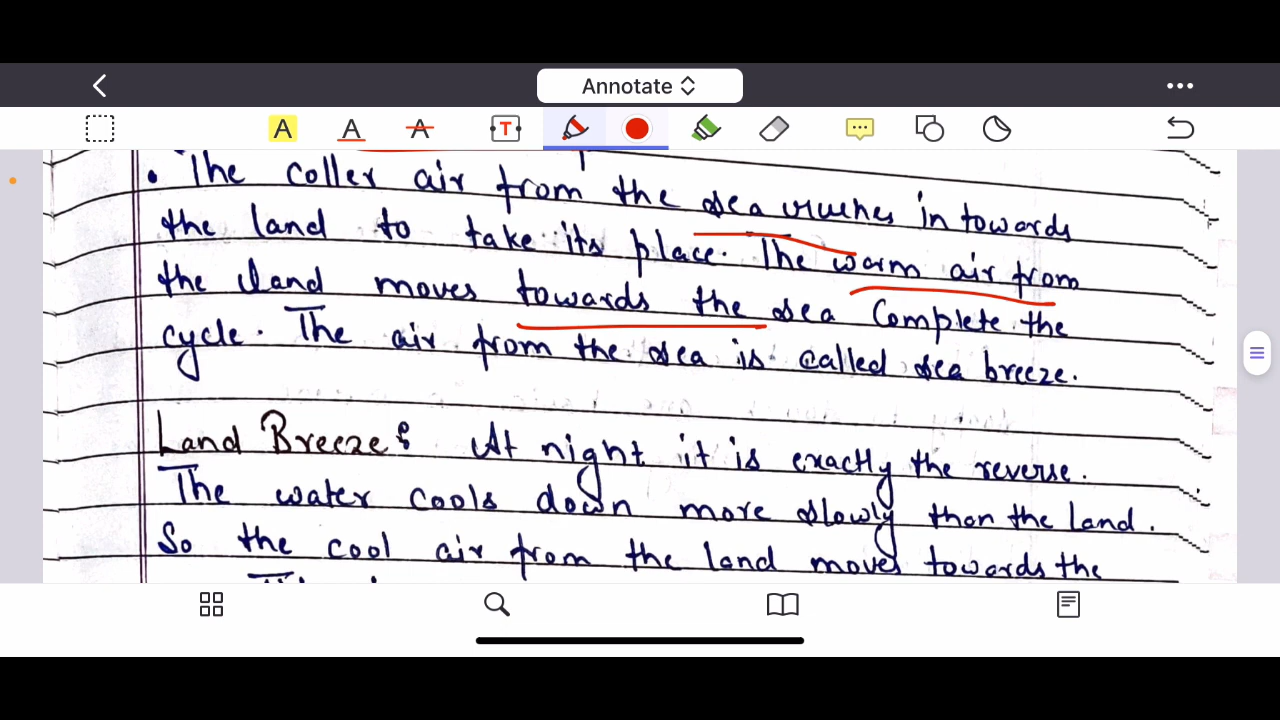 Annotate
A A A T
• The coller air from the sea rushes in towards
the land to take its place. The warm air from
the land moves towards the sea Complete the
cycle. The air from the sea is called sea breeze.
Land Breeze: At night it is exactly the reverse.
The water cools down more slowly than the land.
So the cool air from the land moves towards the